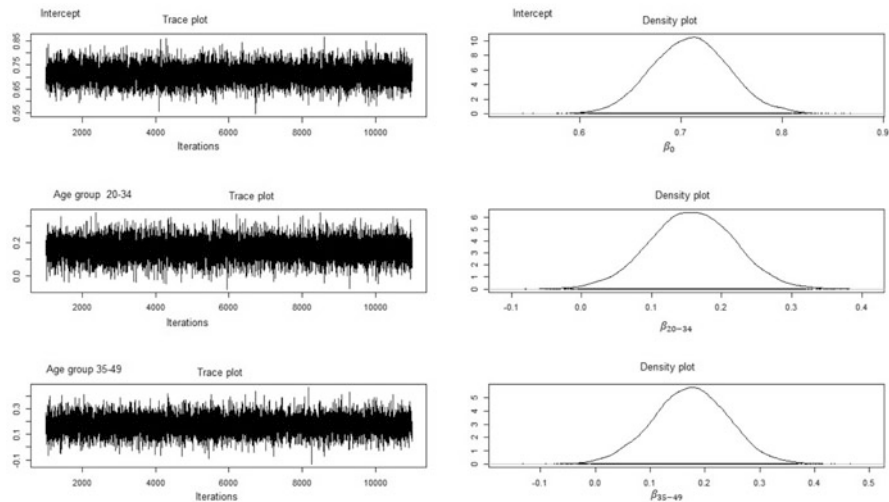 Intercept
Trace plot
0.55 0.65 0.75 0.85
2000 4000 6000 8000 10000
Iterations
Intercept
Density plot
0 2 4 6 8 10
0.6 0.7 0.8 0.9
β₀
Age group 20-34
Trace plot
0.0 0.2
2000 4000 6000 8000 10000
Iterations
Density plot
0 1 2 3 4 5 6
-0.1 0.0 0.1 0.2 0.3 0.4
β₂₀₋₃₄
Age group 35-49
Trace plot
-0.1 0.1 0.3
2000 4000 6000 8000 10000
Iterations
Density plot
0 1 2 3 4 5
-0.1 0.0 0.1 0.2 0.3 0.4 0.5
β₃₅₋₄₉